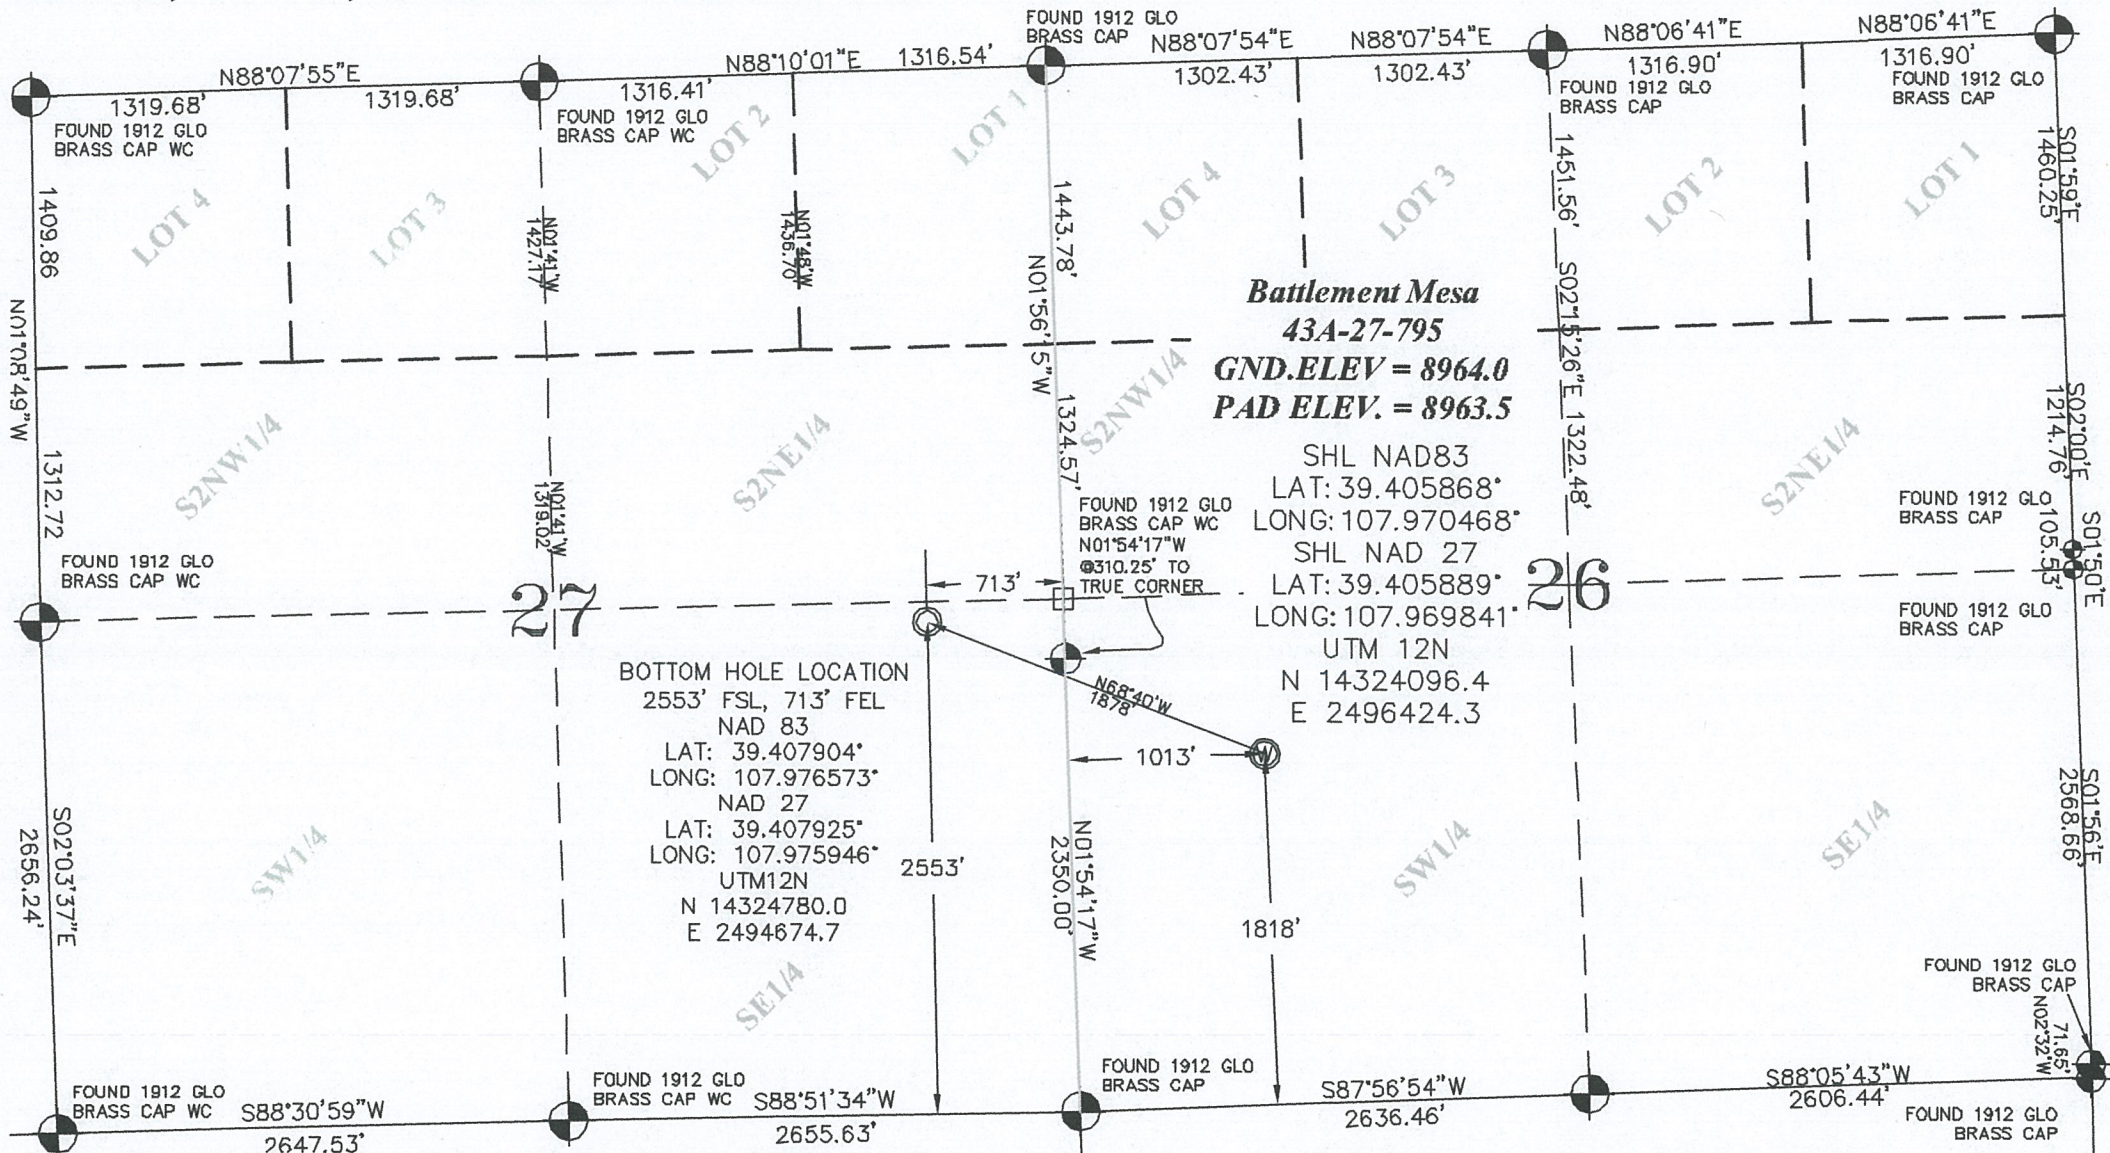 FOUND 1912 GLO
BRASS CAP
N88°07'55"E
1319.68'
1319.68'
FOUND 1912 GLO
BRASS CAP WC
1316.41'
N88°10'01"E
1316.54'
FOUND 1912 GLO
BRASS CAP WC
N88°07'54"E
1302.43'
N88°07'54"E
1302.43'
N88°06'41"E
1316.90'
FOUND 1912 GLO
BRASS CAP
N88°06'41"E
1316.90'
FOUND 1912 GLO
BRASS CAP
LOT 4
LOT 3
LOT 2
LOT 1
LOT 4
LOT 3
LOT 2
LOT 1
1409.86
N01°08'49"W
1312.72
N01°41'W
1427.17
N01°48'W
1436.70
1443.78'
N01°56'15"W
1324.57'
1451.56'
S02°15'26"E 1322.48'
S01°59'E
1460.25'
S02°00'E
1214.76'
S01°50'E
105.53'
Battlement Mesa
43A-27-795
GND.ELEV = 8964.0
PAD ELEV. = 8963.5
SHL NAD83
LAT: 39.405868°
LONG: 107.970468°
SHL NAD 27
LAT: 39.405889°
LONG: 107.969841°
UTM 12N
N 14324096.4
E 2496424.3
S2NW1/4
S2NE1/4
S2NW1/4
S2NE1/4
N01°41'W
1319.02'
FOUND 1912 GLO
BRASS CAP WC
N01°54'17"W
@310.25' TO
TRUE CORNER
FOUND 1912 GLO
BRASS CAP
FOUND 1912 GLO
BRASS CAP
FOUND 1912 GLO
BRASS CAP WC
27
26
713'
N68°40'W
1878'
1013'
W
BOTTOM HOLE LOCATION
2553' FSL, 713' FEL
NAD 83
LAT: 39.407904°
LONG: 107.976573°
NAD 27
LAT: 39.407925°
LONG: 107.975946°
UTM12N
N 14324780.0
E 2494674.7
2553'
1818'
S02°03'37"E
2656.24'
N01°54'17"W
2350.00'
S01°56'E
2568.66'
SW1/4
SE1/4
SW1/4
SE1/4
FOUND 1912 GLO
BRASS CAP
N02°32'W
71.65'
FOUND 1912 GLO
BRASS CAP WC
S88°30'59"W
2647.53'
FOUND 1912 GLO
BRASS CAP WC
S88°51'34"W
2655.63'
FOUND 1912 GLO
BRASS CAP
S87°56'54"W
2636.46'
S88°05'43"W
2606.44'
FOUND 1912 GLO
BRASS CAP